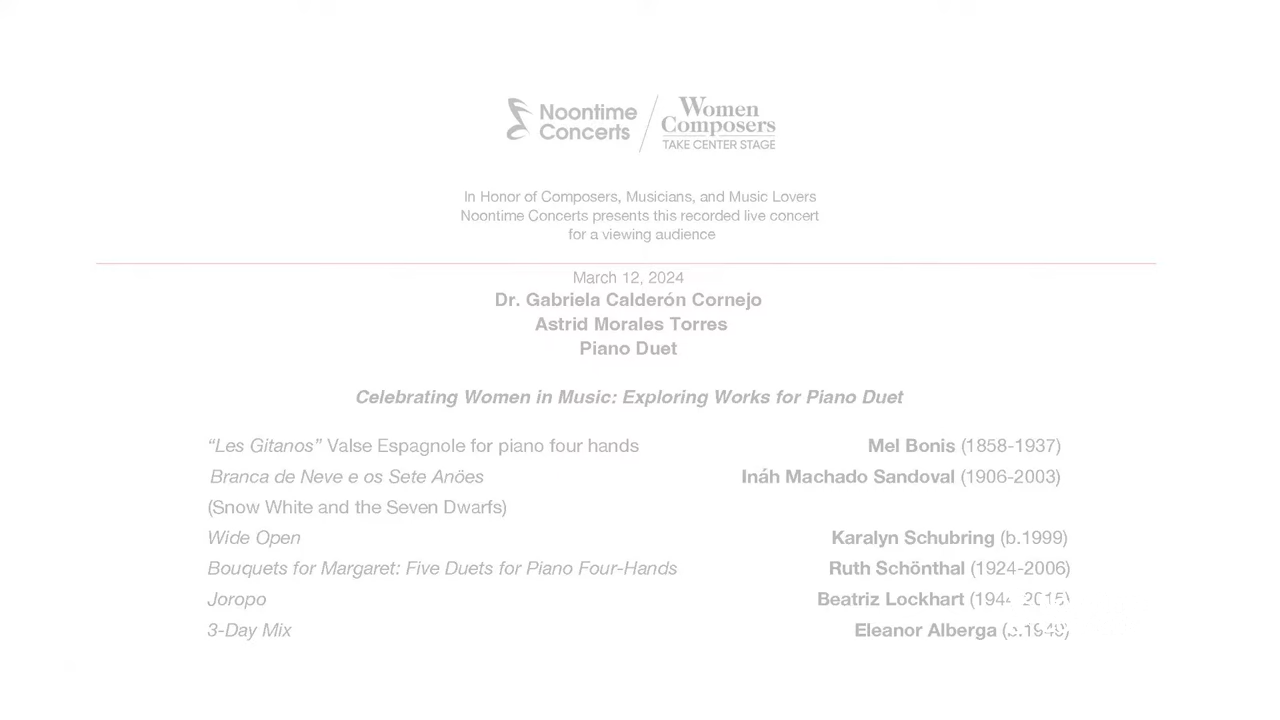 Noontime
Concerts
Women
Composers
TAKE CENTER STAGE
In Honor of Composers, Musicians, and Music Lovers
Noontime Concerts presents this recorded live concert
for a viewing audience
March 12, 2024
Dr. Gabriela Calderón Cornejo
Astrid Morales Torres
Piano Duet
Celebrating Women in Music: Exploring Works for Piano Duet
“Les Gitanos” Valse Espagnole for piano four hands Mel Bonis (1858-1937)
Branca de Neve e os Sete Anöes Ináh Machado Sandoval (1906-2003)
(Snow White and the Seven Dwarfs)
Wide Open Karalyn Schubring (b.1999)
Bouquets for Margaret: Five Duets for Piano Four-Hands Ruth Schönthal (1924-2006)
Joropo Beatriz Lockhart
3-Day Mix Eleanor Alberga